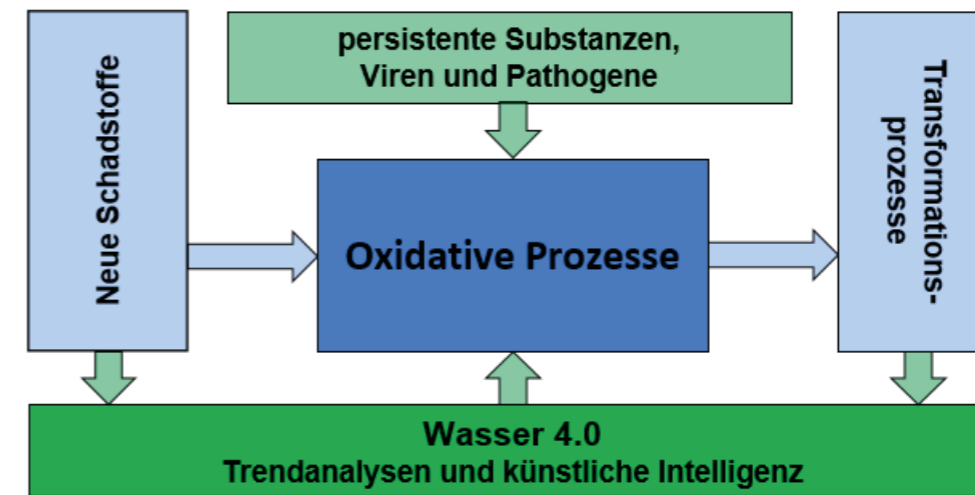 Neue Schadstoffe
persistente Substanzen,
Viren und Pathogene
Oxidative Prozesse
Transformations-
prozesse
Wasser 4.0
Trendanalysen und künstliche Intelligenz